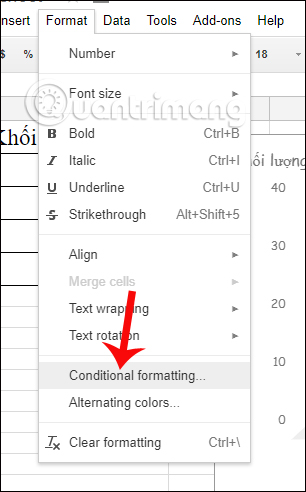 nsert Format Data Tools Add-ons Help
$ % 18
Number
Font size
Quantrimang
Khối
B Bold Ctrl+B
I Italic Ctrl+I
U Underline Ctrl+U
S Strikethrough Alt+Shift+5
hối lượng
40
Align
Merge cells
30
Text wrapping
20
Text rotation
10
Conditional formatting...
Alternating colors...
0
Clear formatting Ctrl+\